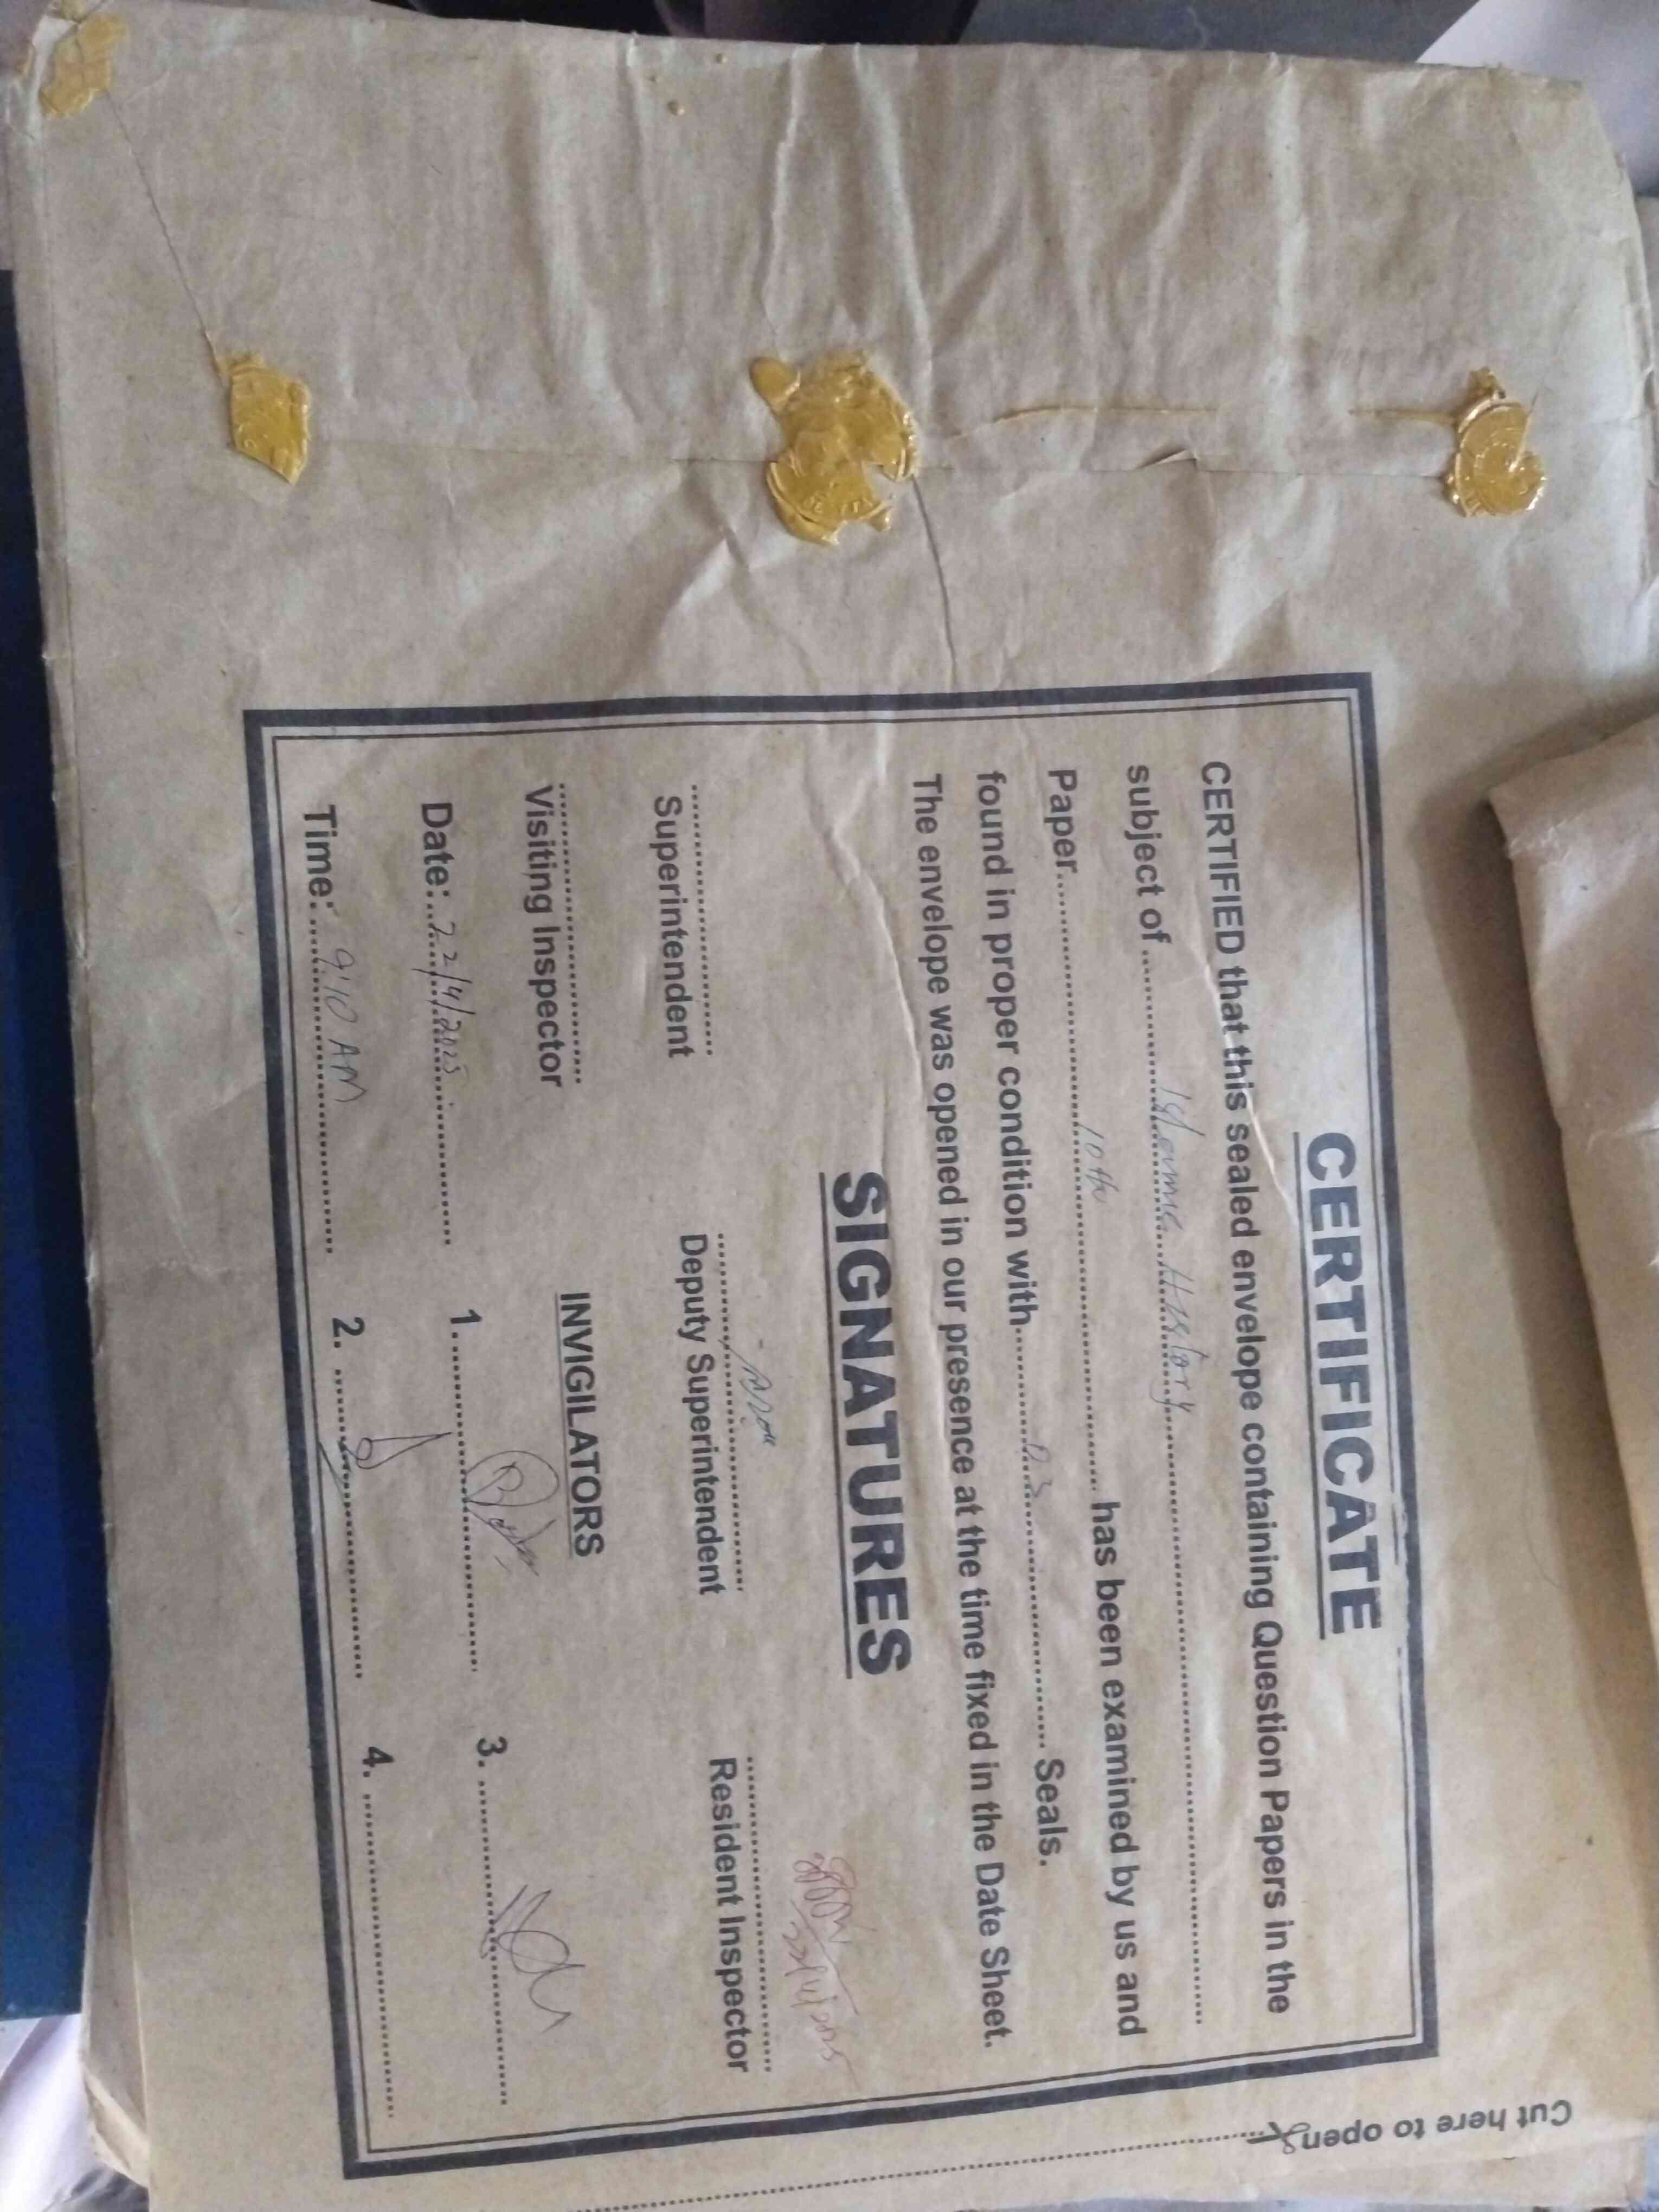 CERTIFICATE
CERTIFIED that this sealed envelope containing Question Papers in the
subject of.......... Islamic History..........
Paper.......... 10th .......... has been examined by us and
found in proper condition with.......... 03 .......... Seals.
The envelope was opened in our presence at the time fixed in the Date Sheet.
SIGNATURES
22/4/2025
Superintendent Deputy Superintendent Resident Inspector
Visiting Inspector INVIGILATORS
Date: 22/4/2025 1. 3.
Time: 9:10 AM 2. 4.
Cut here to open